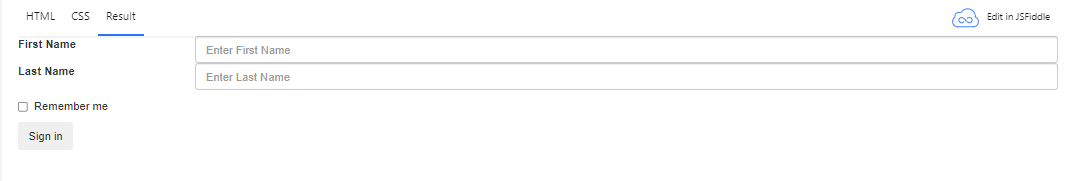 HTML CSS Result Edit in JSFiddle
First Name Enter First Name
Last Name Enter Last Name
Remember me
Sign in